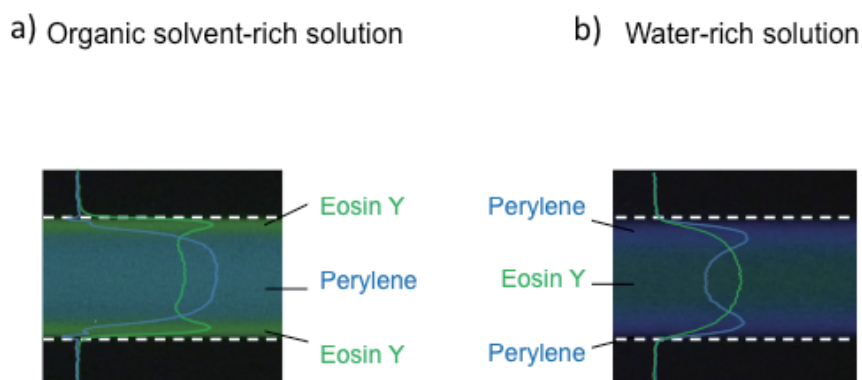 a) Organic solvent-rich solution
b) Water-rich solution
Eosin Y
Perylene
Eosin Y
Perylene
Eosin Y
Perylene